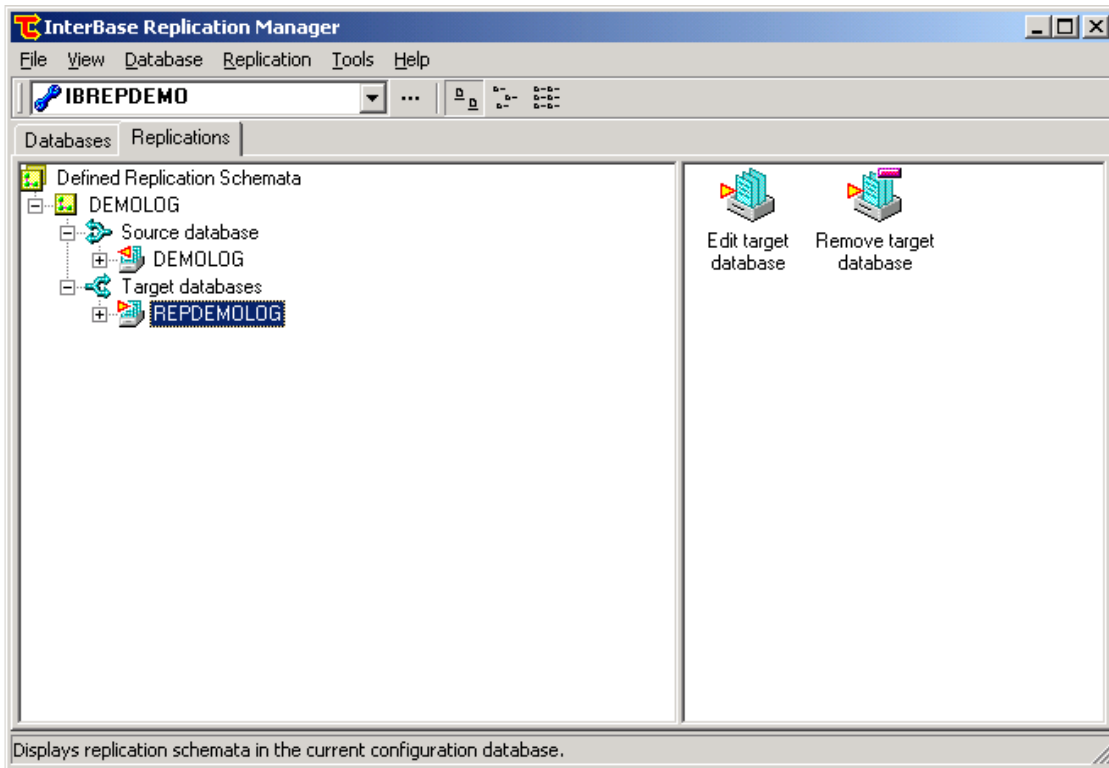 InterBase Replication Manager
File View Database Replication Tools Help
IBREPDEMO ...
Databases Replications
Defined Replication Schemata
DEMOLOG
Source database
DEMOLOG
Target databases
REPDEMOLOG
Edit target
database
Remove target
database
Displays replication schemata in the current configuration database.